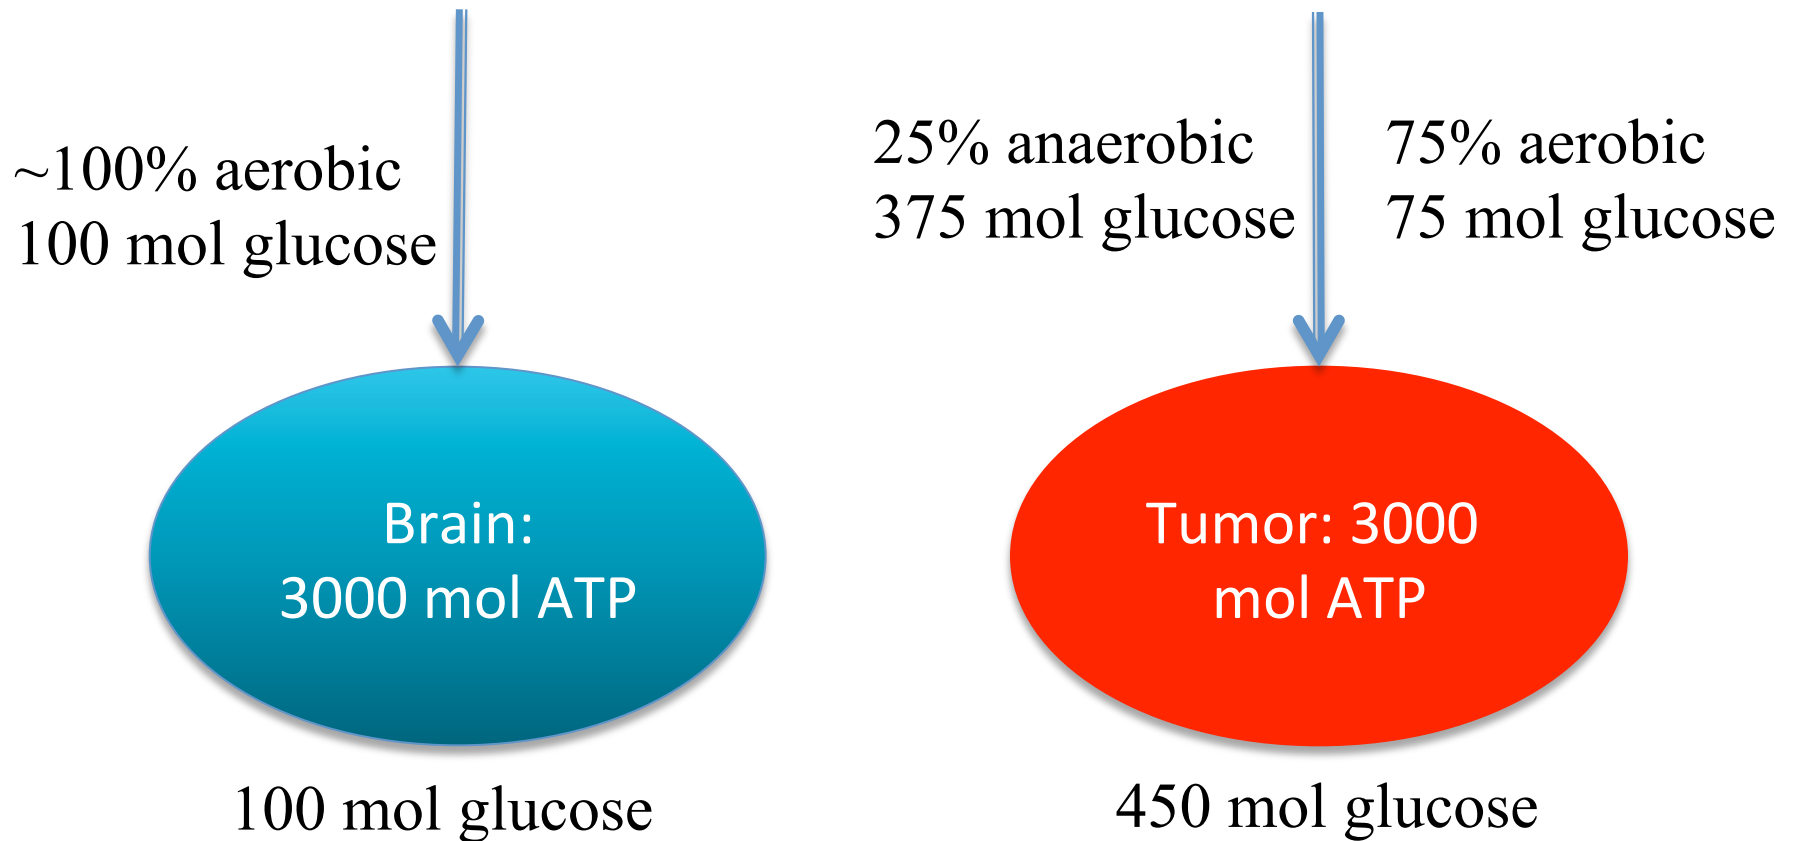 ~100% aerobic
100 mol glucose
25% anaerobic
375 mol glucose
75% aerobic
75 mol glucose
Brain:
3000 mol ATP
Tumor: 3000
mol ATP
100 mol glucose
450 mol glucose